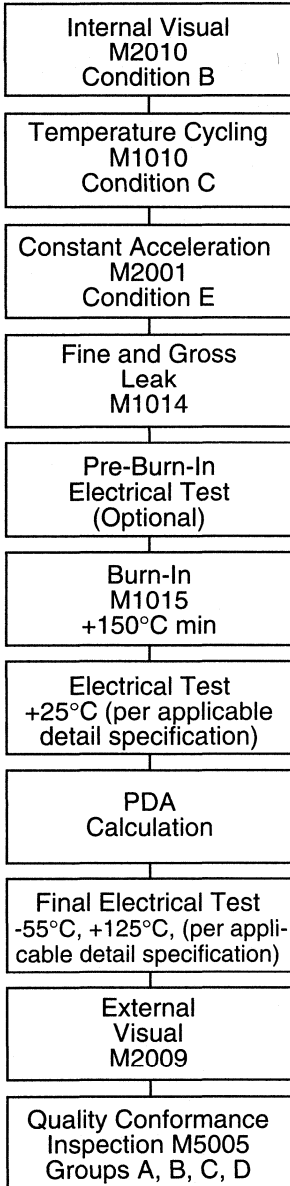 Internal Visual
M2010
Condition B
Temperature Cycling
M1010
Condition C
Constant Acceleration
M2001
Condition E
Fine and Gross
Leak
M1014
Pre-Burn-In
Electrical Test
(Optional)
Burn-In
M1015
+150°C min
Electrical Test
+25°C (per applicable
detail specification)
PDA
Calculation
Final Electrical Test
-55°C, +125°C, (per appli-
cable detail specification)
External
Visual
M2009
Quality Conformance
Inspection M5005
Groups A, B, C, D